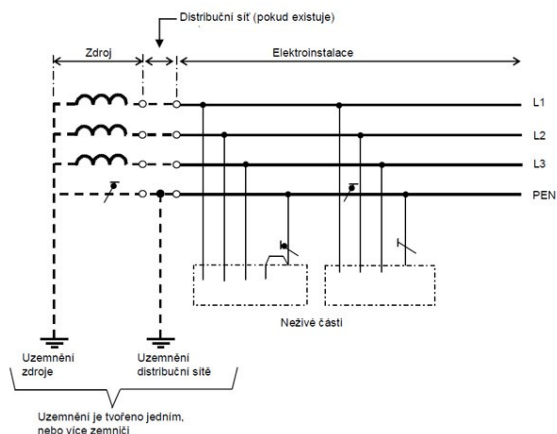 Distribuční síť (pokud existuje)
Zdroj
Elektroinstalace
L1
L2
L3
PEN
Neživé části
Uzemnění
zdroje
Uzemnění
distribuční sítě
Uzemnění je tvořeno jedním,
nebo více zemniči